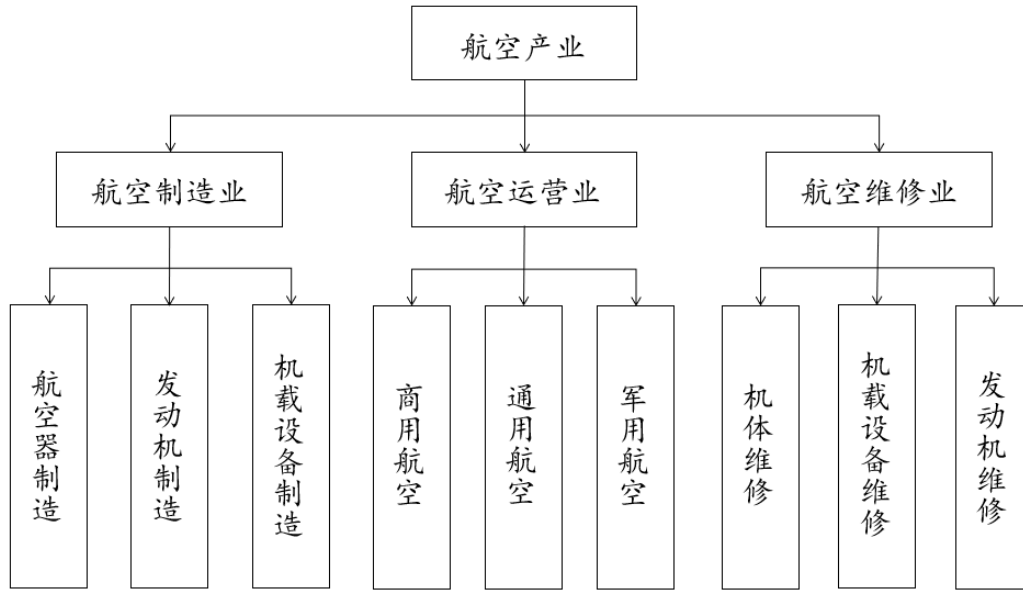 航空产业
航空制造业
航空运营业
航空维修业
航空器制造
发动机制造
机载设备制造
商用航空
通用航空
军用航空
机体维修
机载设备维修
发动机维修